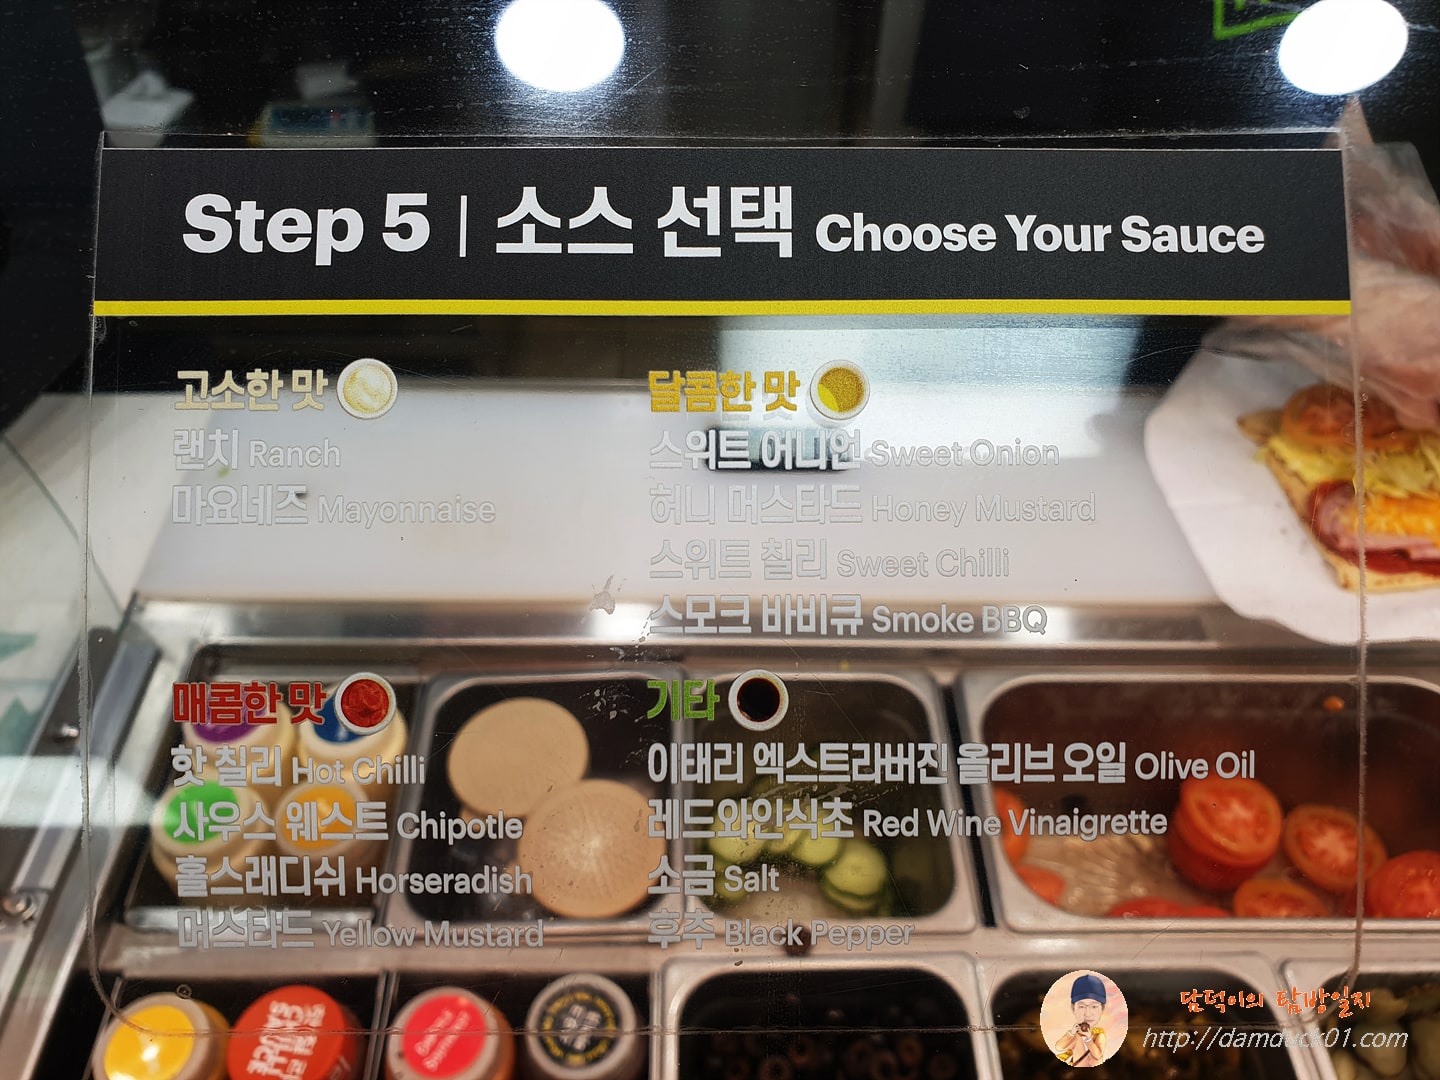 Step 5 | 소스 선택 Choose Your Sauce
고소한 맛
랜치 Ranch
마요네즈 Mayonnaise
달콤한 맛
스위트 어니언 Sweet Onion
허니 머스타드 Honey Mustard
스위트 칠리 Sweet Chilli
스모크 바비큐 Smoke BBQ
매콤한 맛
핫 칠리 Hot Chilli
사우스 웨스트 Chipotle
홀스래디쉬 Horseradish
머스타드 Yellow Mustard
기타
이태리 엑스트라버진 올리브 오일 Olive Oil
레드와인식초 Red Wine Vinaigrette
소금 Salt
후추 Black Pepper
담덕이의 탐방일지
http://damduck01.com